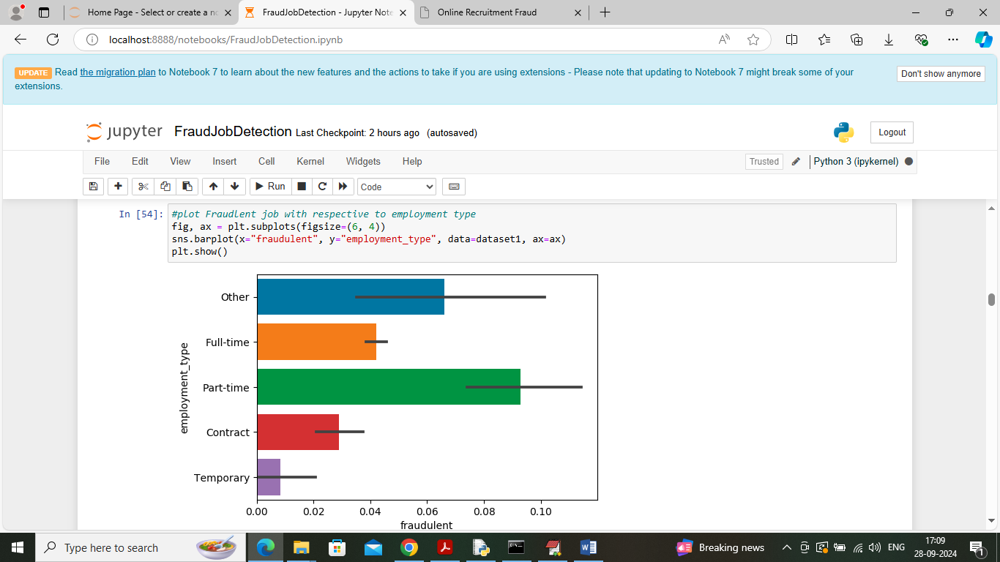 Home Page - Select or create a no
FraudJobDetection - Jupyter Note
Online Recruitment Fraud
localhost:8888/notebooks/FraudJobDetection.ipynb
UPDATE Read the migration plan to Notebook 7 to learn about the new features and the actions to take if you are using extensions - Please note that updating to Notebook 7 might break some of your
extensions.
Don't show anymore
jupyter FraudJobDetection Last Checkpoint: 2 hours ago (autosaved)
Logout
File Edit View Insert Cell Kernel Widgets Help
Trusted
Python 3 (ipykernel)
Run
Code
In [54]:
#plot Fraudlent job with respective to employment type
fig, ax = plt.subplots(figsize=(6, 4))
sns.barplot(x="fraudulent", y="employment_type", data=dataset1, ax=ax)
plt.show()
employment_type
Other
Full-time
Part-time
Contract
Temporary
0.00 0.02 0.04 0.06 0.08 0.10
fraudulent
Type here to search
Breaking news
ENG
17:09
28-09-2024
1